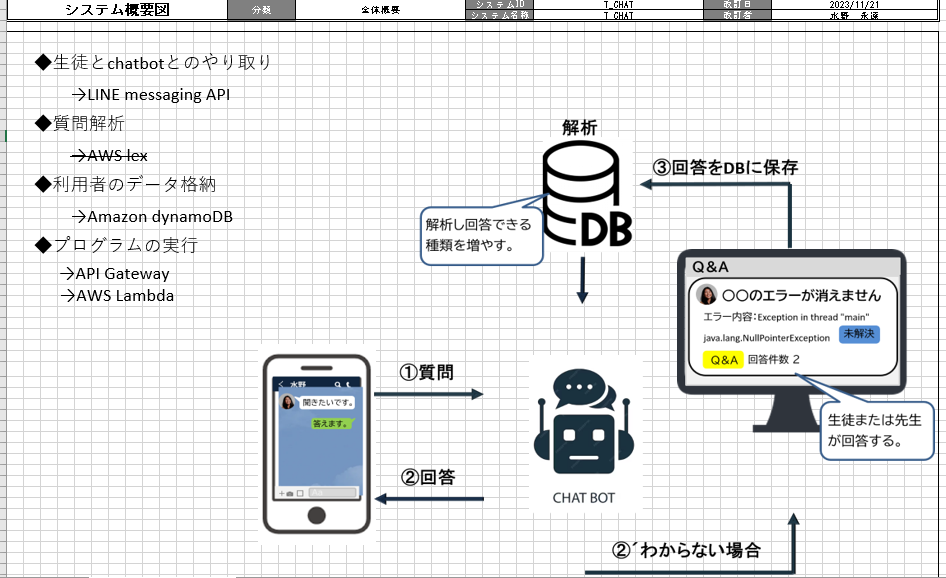 システム概要図 分類 全体概要 システムID T_CHAT 改訂日 2023/11/21
システム名称 T_CHAT 改訂者 水野 永遠
◆生徒とchatbotとのやり取り
→LINE messaging API
◆質問解析
→AWS lex
◆利用者のデータ格納
→Amazon dynamoDB
◆プログラムの実行
→API Gateway
→AWS Lambda
解析
DB
解析し回答できる
種類を増やす。
③回答をDBに保存
Q&A
〇〇のエラーが消えません
エラー内容:Exception in thread "main"
java.lang.NullPointerException 未解決
Q&A 回答件数 2
生徒または先生
が回答する。
水野
聞きたいです。
答えます。
Aa
①質問
②回答
CHAT BOT
②´わからない場合